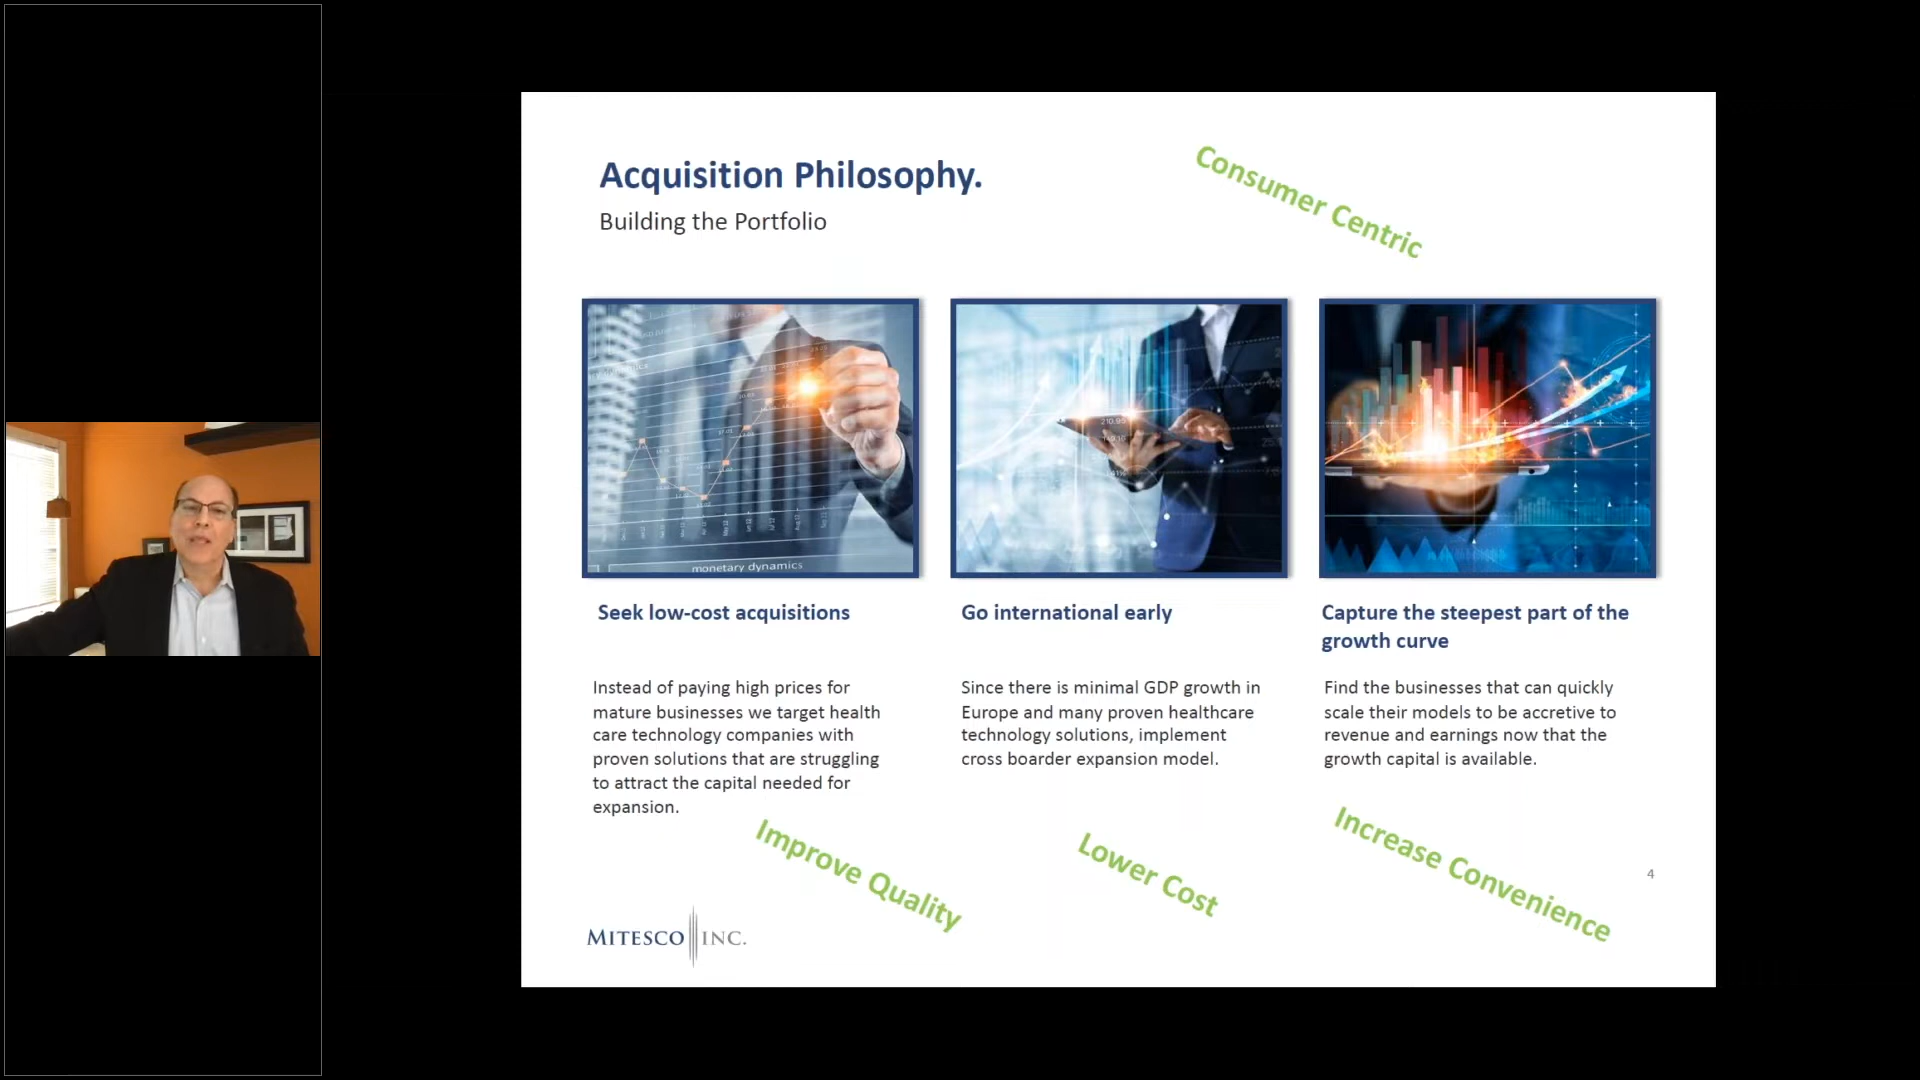 Acquisition Philosophy.
Building the Portfolio
Consumer Centric
monetary dynamics
210.95
Seek low-cost acquisitions
Instead of paying high prices for
mature businesses we target health
care technology companies with
proven solutions that are struggling
to attract the capital needed for
expansion.
Go international early
Since there is minimal GDP growth in
Europe and many proven healthcare
technology solutions, implement
cross boarder expansion model.
Capture the steepest part of the
growth curve
Find the businesses that can quickly
scale their models to be accretive to
revenue and earnings now that the
growth capital is available.
Improve Quality
Lower Cost
Increase Convenience
4
MITESCO INC.